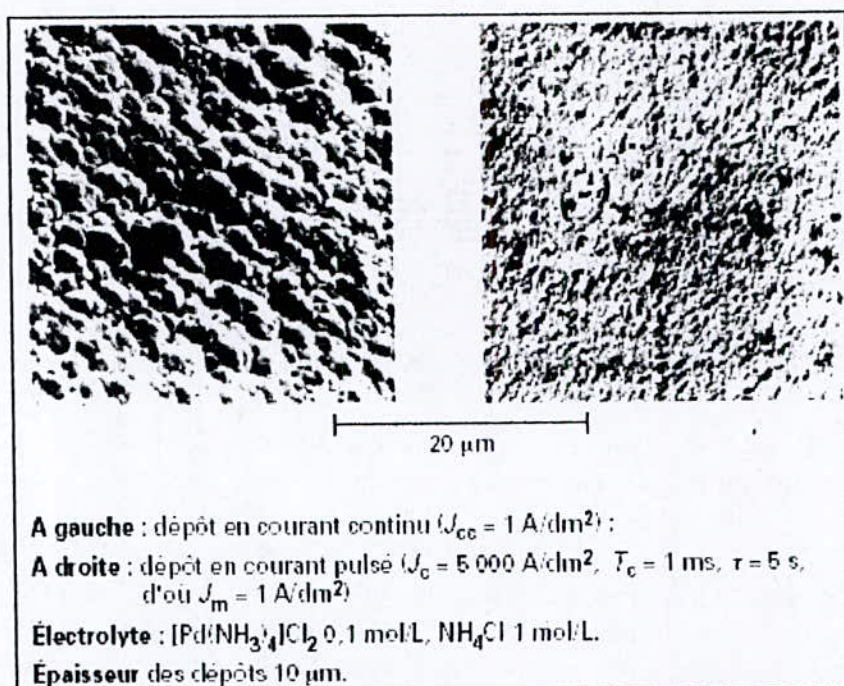 20 µm
A gauche : dépôt en courant continu (J_cc = 1 A/dm²) :
A droite : dépôt en courant pulsé (J_c = 5 000 A/dm², T_c = 1 ms, τ = 5 s,
d'où J_m = 1 A/dm²)
Électrolyte : [Pd(NH₃)₄]Cl₂ 0,1 mol/L, NH₄Cl 1 mol/L.
Épaisseur des dépôts 10 µm.